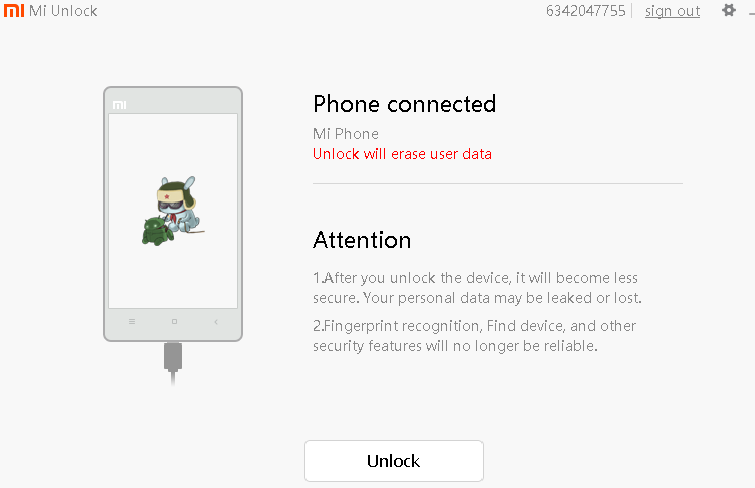 mi Mi Unlock 6342047755 sign out
mi
Phone connected
Mi Phone
Unlock will erase user data
Attention
1.After you unlock the device, it will become less
secure. Your personal data may be leaked or lost.
2.Fingerprint recognition, Find device, and other
security features will no longer be reliable.
Unlock